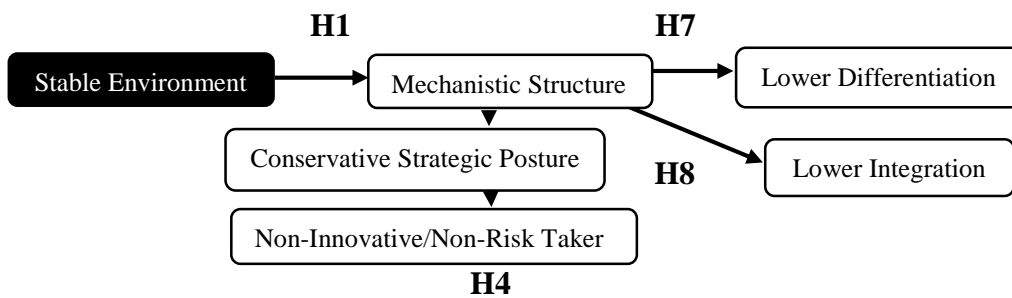 H1
H7
Stable Environment
Mechanistic Structure
Lower Differentiation
Conservative Strategic Posture
H8
Lower Integration
Non-Innovative/Non-Risk Taker
H4